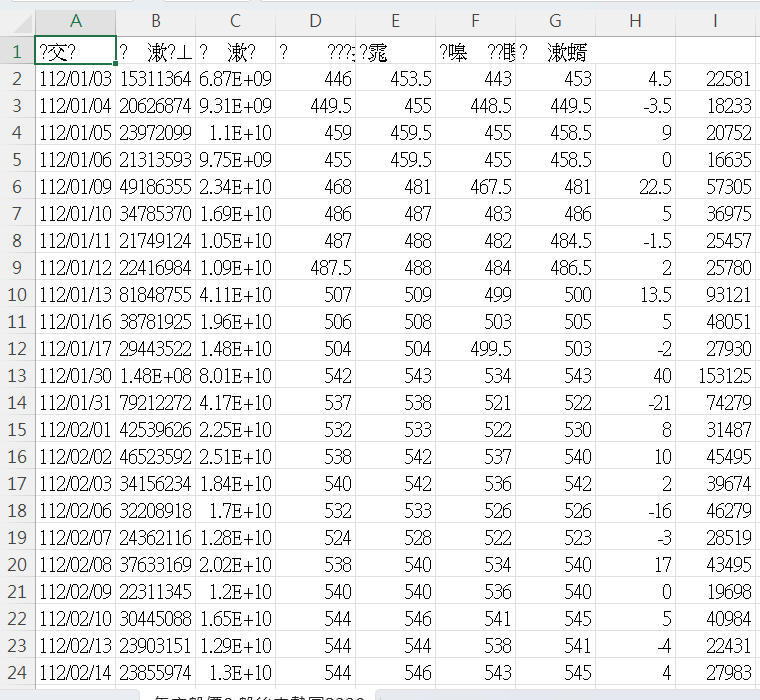 A B C D E F G H I
1 ?交? ? 漱?⊥ ? 漱? ? ???: ?霓 ?嗥 ? 漱蝑
2 112/01/03 15311364 6.87E+09 446 453.5 443 453 4.5 22581
3 112/01/04 20626874 9.31E+09 449.5 455 448.5 449.5 -3.5 18233
4 112/01/05 23972099 1.1E+10 459 459.5 455 458.5 9 20752
5 112/01/06 21313593 9.75E+09 455 459.5 455 458.5 0 16635
6 112/01/09 49186355 2.34E+10 468 481 467.5 481 22.5 57305
7 112/01/10 34785370 1.69E+10 486 487 483 486 5 36975
8 112/01/11 21749124 1.05E+10 487 488 482 484.5 -1.5 25457
9 112/01/12 22416984 1.09E+10 487.5 488 484 486.5 2 25780
10 112/01/13 81848755 4.11E+10 507 509 499 500 13.5 93121
11 112/01/16 38781925 1.96E+10 506 508 503 505 5 48051
12 112/01/17 29443522 1.48E+10 504 504 499.5 503 -2 27930
13 112/01/30 1.48E+08 8.01E+10 542 543 534 543 40 153125
14 112/01/31 79212272 4.17E+10 537 538 521 522 -21 74279
15 112/02/01 42539626 2.25E+10 532 533 522 530 8 31487
16 112/02/02 46523592 2.51E+10 538 542 537 540 10 45495
17 112/02/03 34156234 1.84E+10 540 542 536 542 2 39674
18 112/02/06 32208918 1.7E+10 532 533 526 526 -16 46279
19 112/02/07 24362116 1.28E+10 524 528 522 523 -3 28519
20 112/02/08 37633169 2.02E+10 538 540 534 540 17 43495
21 112/02/09 22311345 1.2E+10 540 540 536 540 0 19698
22 112/02/10 30445088 1.65E+10 544 546 541 545 5 40984
23 112/02/13 23903151 1.29E+10 544 544 538 541 -4 22431
24 112/02/14 23855974 1.3E+10 544 546 543 545 4 27983